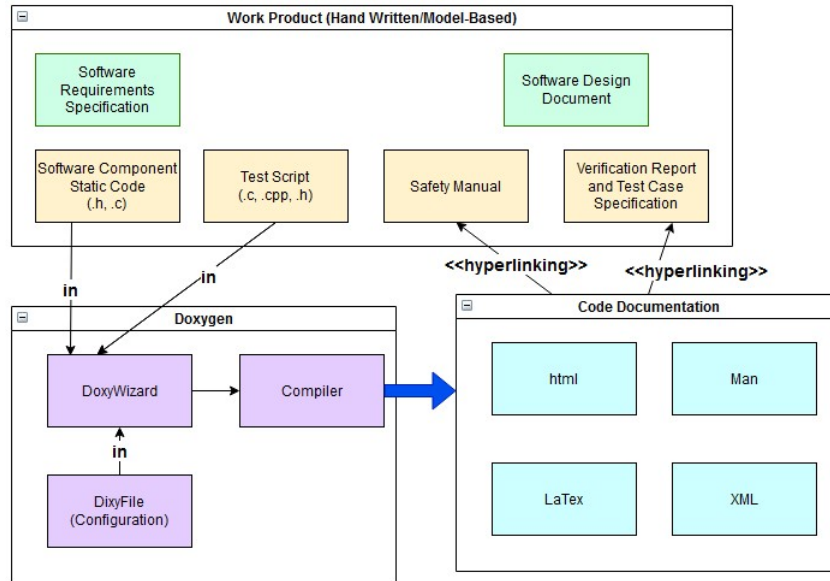 Work Product (Hand Written/Model-Based)
Software
Requirements
Specification
Software Design
Document
Software Component
Static Code
(.h, .c)
Test Script
(.c, .cpp, .h)
Safety Manual
Verification Report
and Test Case
Specification
<<hyperlinking>>
<<hyperlinking>>
in
in
Doxygen
DoxyWizard
Compiler
in
DixyFile
(Configuration)
Code Documentation
html
Man
LaTex
XML